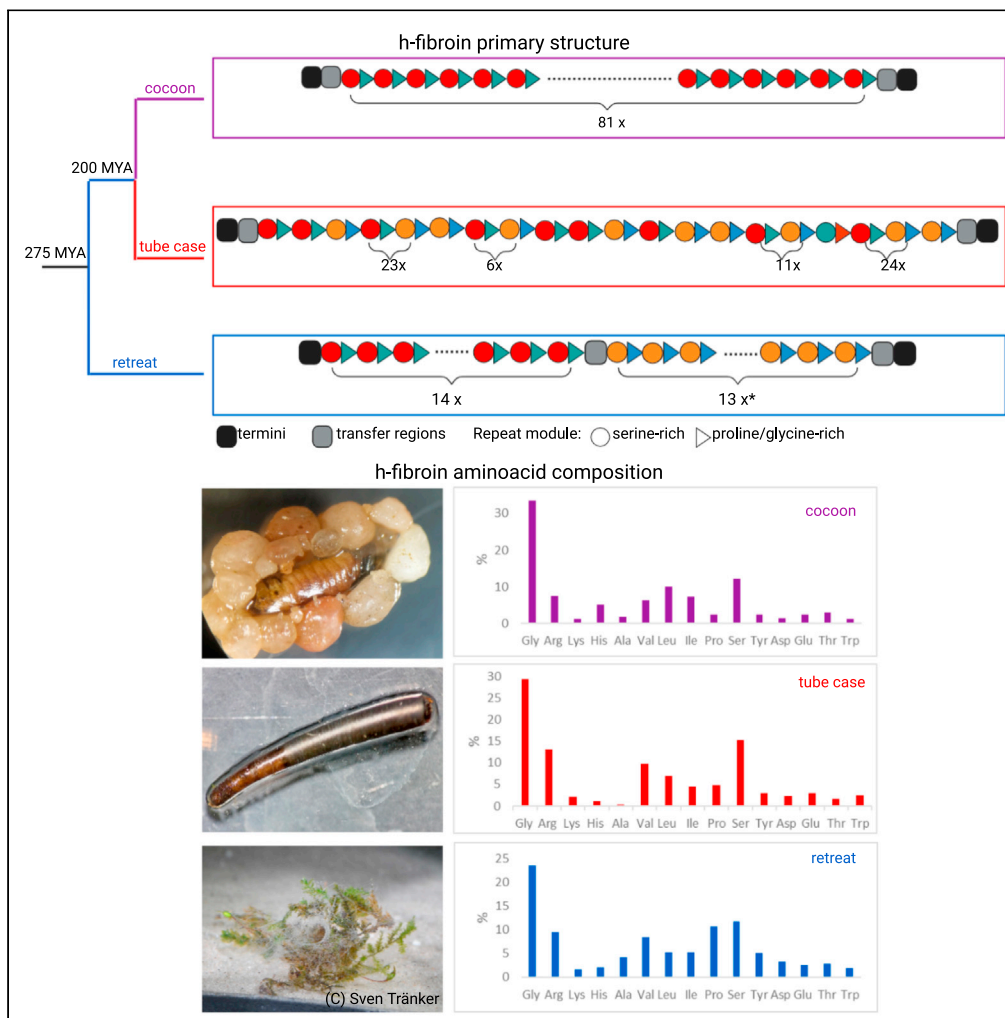 h-fibroin primary structure
cocoon
81 x
200 MYA
tube case
275 MYA
23x 6x 11x 24x
retreat
14 x 13 x*
termini transfer regions Repeat module: serine-rich proline/glycine-rich
h-fibroin aminoacid composition
cocoon
30
20
10
0
%
Gly Arg Lys His Ala Val Leu Ile Pro Ser Tyr Asp Glu Thr Trp
tube case
30
25
20
15
10
5
0
%
Gly Arg Lys His Ala Val Leu Ile Pro Ser Tyr Asp Glu Thr Trp
retreat
25
20
15
10
5
0
%
Gly Arg Lys His Ala Val Leu Ile Pro Ser Tyr Asp Glu Thr Trp
(C) Sven Tränker